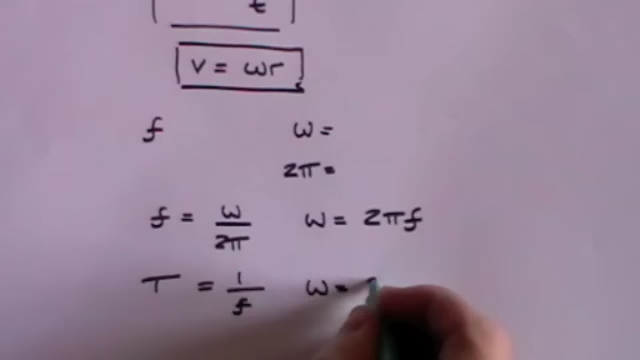 t
v = ωr
f ω =
2π =
f = ω/2π ω = 2πf
T = 1/f ω =